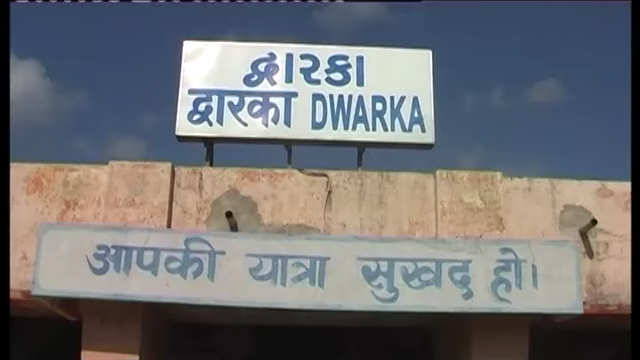 દ્વારકા
द्वारका DWARKA
आपकी यात्रा सुखद हो।